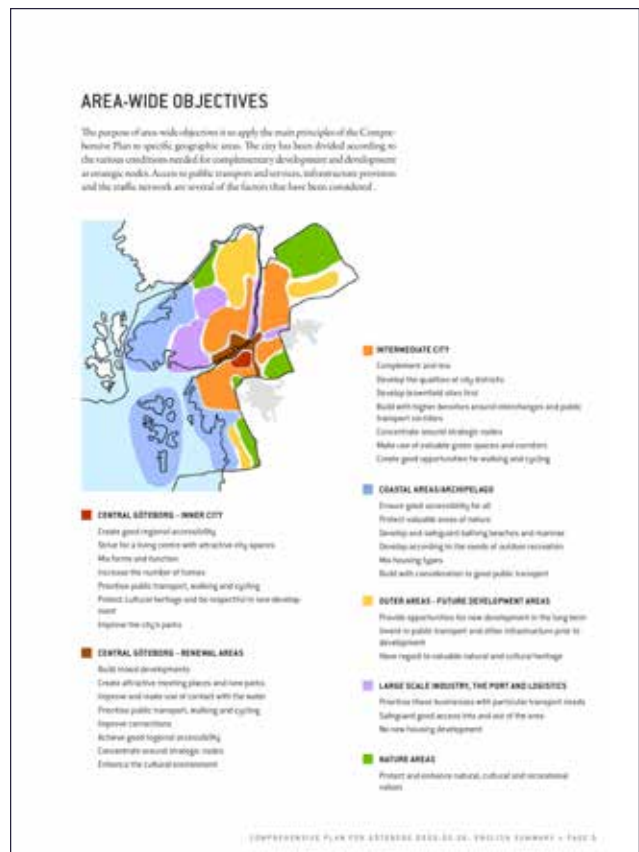 AREA-WIDE OBJECTIVES
The purpose of area-wide objectives is to apply the main principles of the Compre-
hensive Plan to specific geographic areas. The city has been divided according to
the various conditions needed for complementary development and development
at strategic nodes. Access to public transport and services, infrastructure provision
and the traffic network are several of the factors that have been considered.
CENTRAL GÖTEBORG - INNER CITY
Create good regional accessibility
Strive for a living centre with attractive city spaces
Mix forms and function
Increase the number of homes
Prioritise public transport, walking and cycling
Protect cultural heritage and be respectful in new develop-
ment
Improve the city's parks
CENTRAL GÖTEBORG - RENEWAL AREAS
Build mixed developments
Create attractive meeting places and new parks
Improve and make use of contact with the water
Prioritise public transport, walking and cycling
Improve connections
Achieve good regional accessibility
Concentrate around strategic nodes
Enhance the cultural environment
INTERMEDIATE CITY
Complement and mix
Develop the qualities of city districts
Develop brownfield sites first
Build with higher densities around interchanges and public
transport corridors
Concentrate around strategic nodes
Make use of valuable green spaces and corridors
Create good opportunities for walking and cycling
COASTAL AREAS/ARCHIPELAGO
Ensure good accessibility for all
Protect valuable areas of nature
Develop and safeguard bathing beaches and marinas
Develop according to the needs of outdoor recreation
Mix housing types
Build with consideration to good public transport
OUTER AREAS - FUTURE DEVELOPMENT AREAS
Provide opportunities for new development in the long term
Invest in public transport and other infrastructure prior to
development
Have regard to valuable natural and cultural heritage
LARGE SCALE INDUSTRY, THE PORT AND LOGISTICS
Prioritise those businesses with particular transport needs
Safeguard good access into and out of the area
No new housing development
NATURE AREAS
Protect and enhance natural, cultural and recreational
values
COMPREHENSIVE PLAN FOR GÖTEBORG ENGLISH SUMMARY • PAGE 5